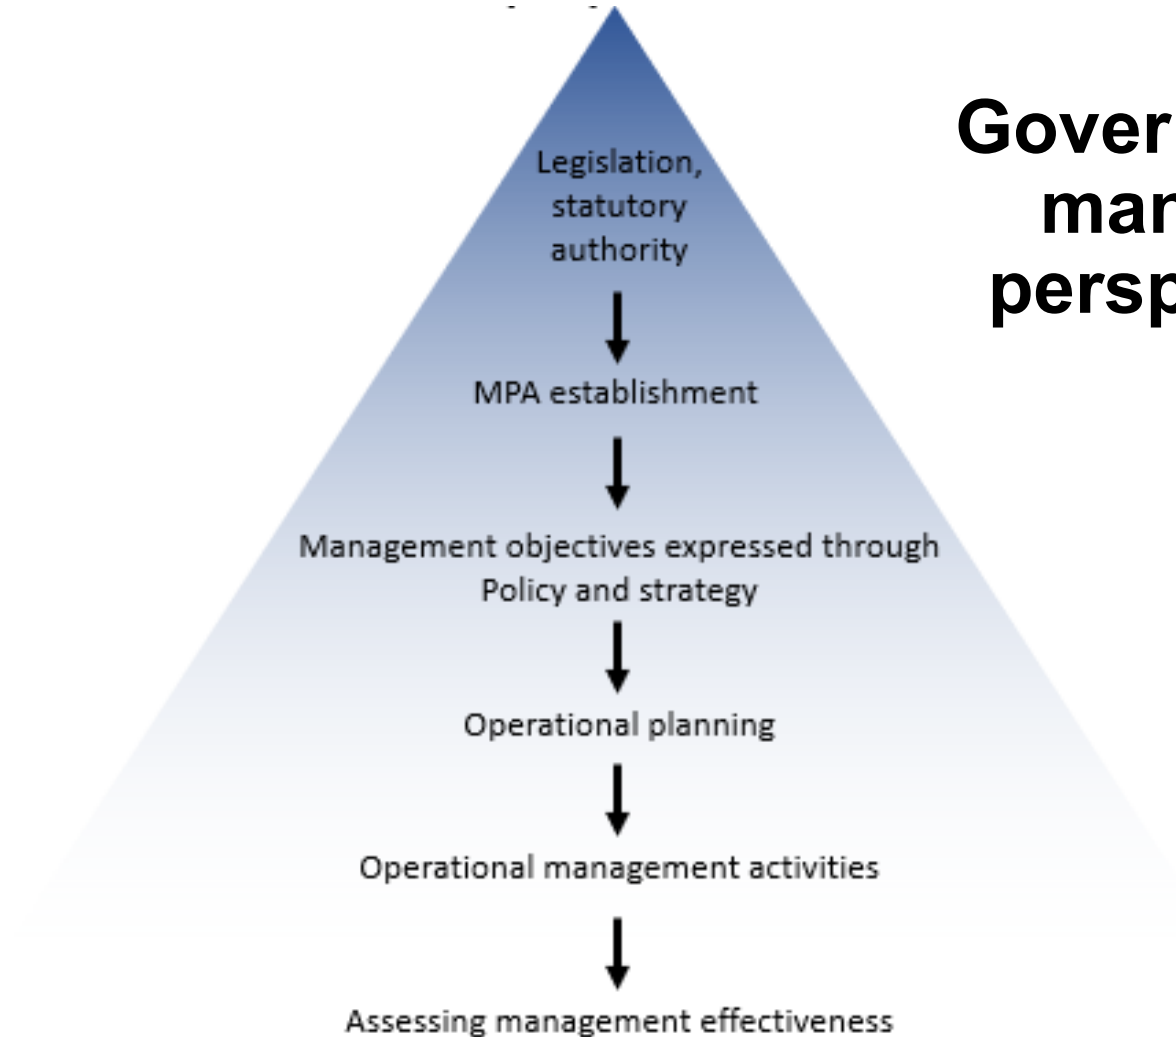 Legislation,
statutory
authority
MPA establishment
Management objectives expressed through
Policy and strategy
Operational planning
Operational management activities
Assessing management effectiveness